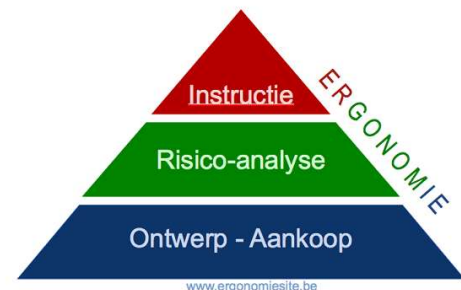 Instructie
ERGONOMIE
Risico-analyse
Ontwerp - Aankoop
www.ergonomiesite.be